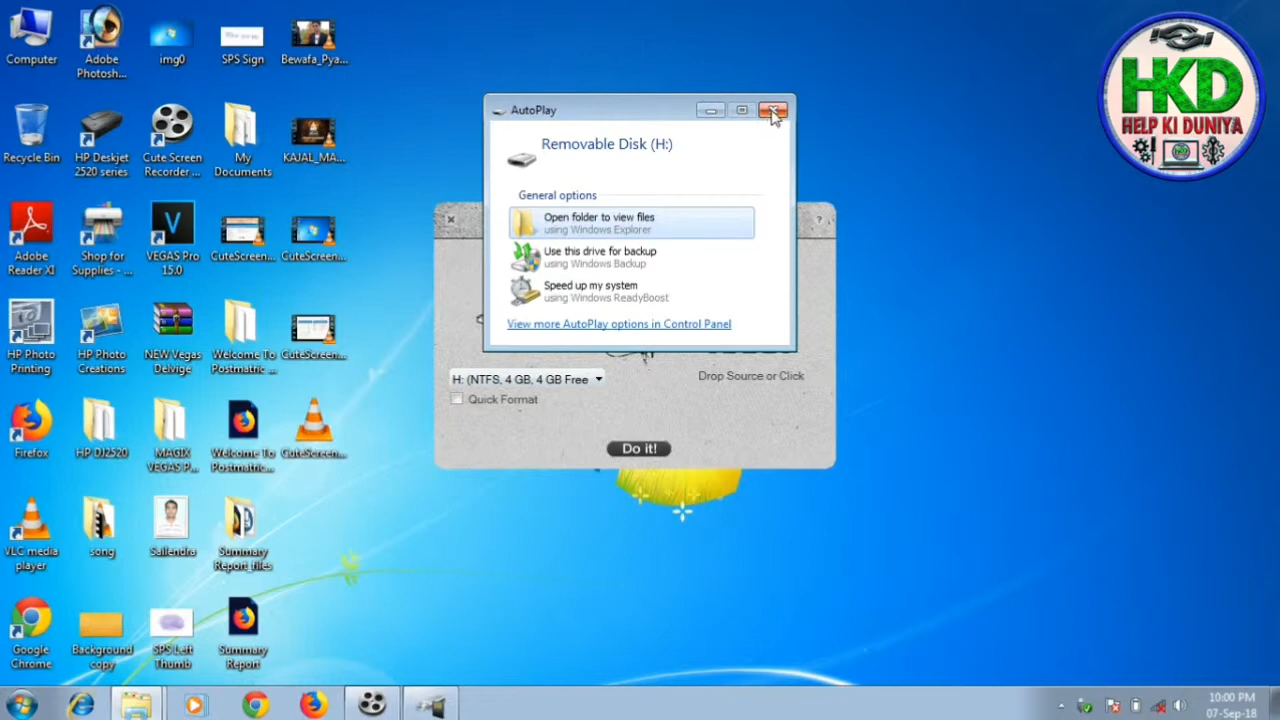 Computer
Adobe
Photosh...
img0
SPS Sign
Bewafa_Pya...
HKD
HELP KI DUNIYA
AutoPlay
Removable Disk (H:)
Recycle Bin
HP Deskjet
2520 series
Cute Screen
Recorder ...
My
Documents
KAJAL_MA...
General options
Open folder to view files
using Windows Explorer
?
Use this drive for backup
using Windows Backup
Speed up my system
using Windows ReadyBoost
View more AutoPlay options in Control Panel
Adobe
Reader XI
Shop for
Supplies - ...
VEGAS Pro
15.0
CuteScreen...
CuteScreen...
HP Photo
Printing
HP Photo
Creations
NEW Vegas
Delvige
Welcome To
Postmatric ...
CuteScreen...
H: (NTFS, 4 GB, 4 GB Free
Drop Source or Click
Quick Format
Do it!
Firefox
HP DJ2520
MAGIX
VEGAS P...
Welcome To
Postmatric...
CuteScreen...
VLC media
player
song
Sailendra
Summary
Report_files
Google
Chrome
Background
copy
SPS Left
Thumb
Summary
Report
10:00 PM
07-Sep-18